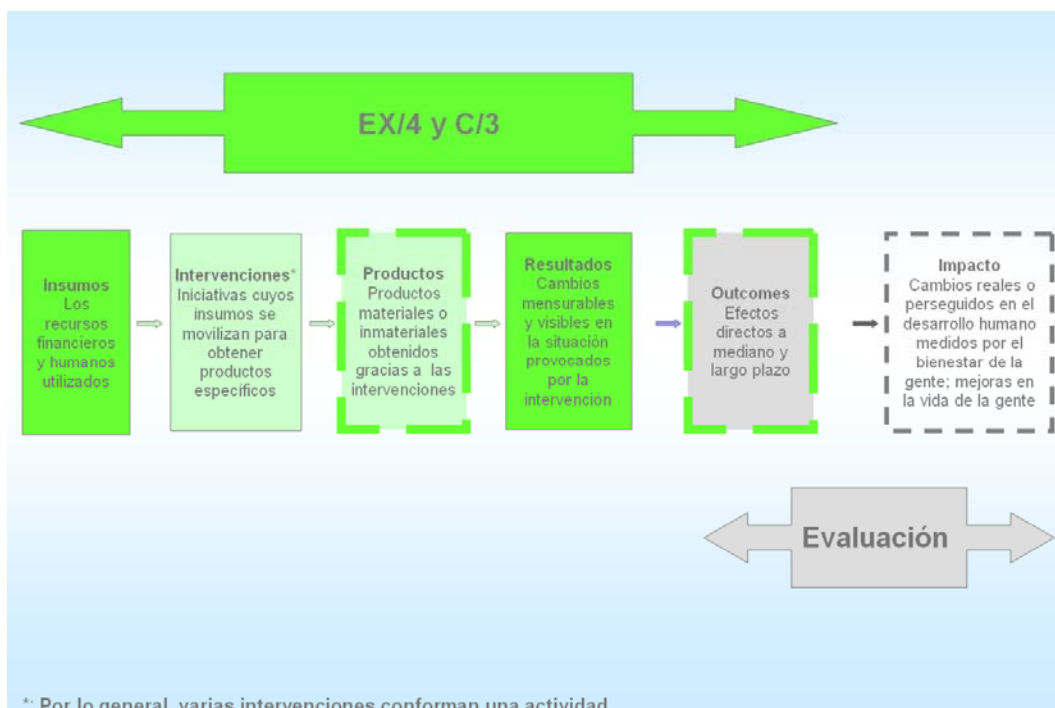 EX/4 y C/3
Insumos
Los
recursos
financieros
y humanos
utilizados
Intervenciones*
Iniciativas cuyos
insumos se
movilizan para
obtener
productos
específicos
Productos
Productos
materiales o
inmateriales
obtenidos
gracias a las
intervenciones
Resultados
Cambios
mensurables
y visibles en
la situación
provocados
por la
intervención
Outcomes
Efectos
directos a
mediano y
largo plazo
Impacto
Cambios reales o
perseguidos en el
desarrollo humano
medidos por el
bienestar de la
gente; mejoras en
la vida de la gente
Evaluación
*: Por lo general, varias intervenciones conforman una actividad